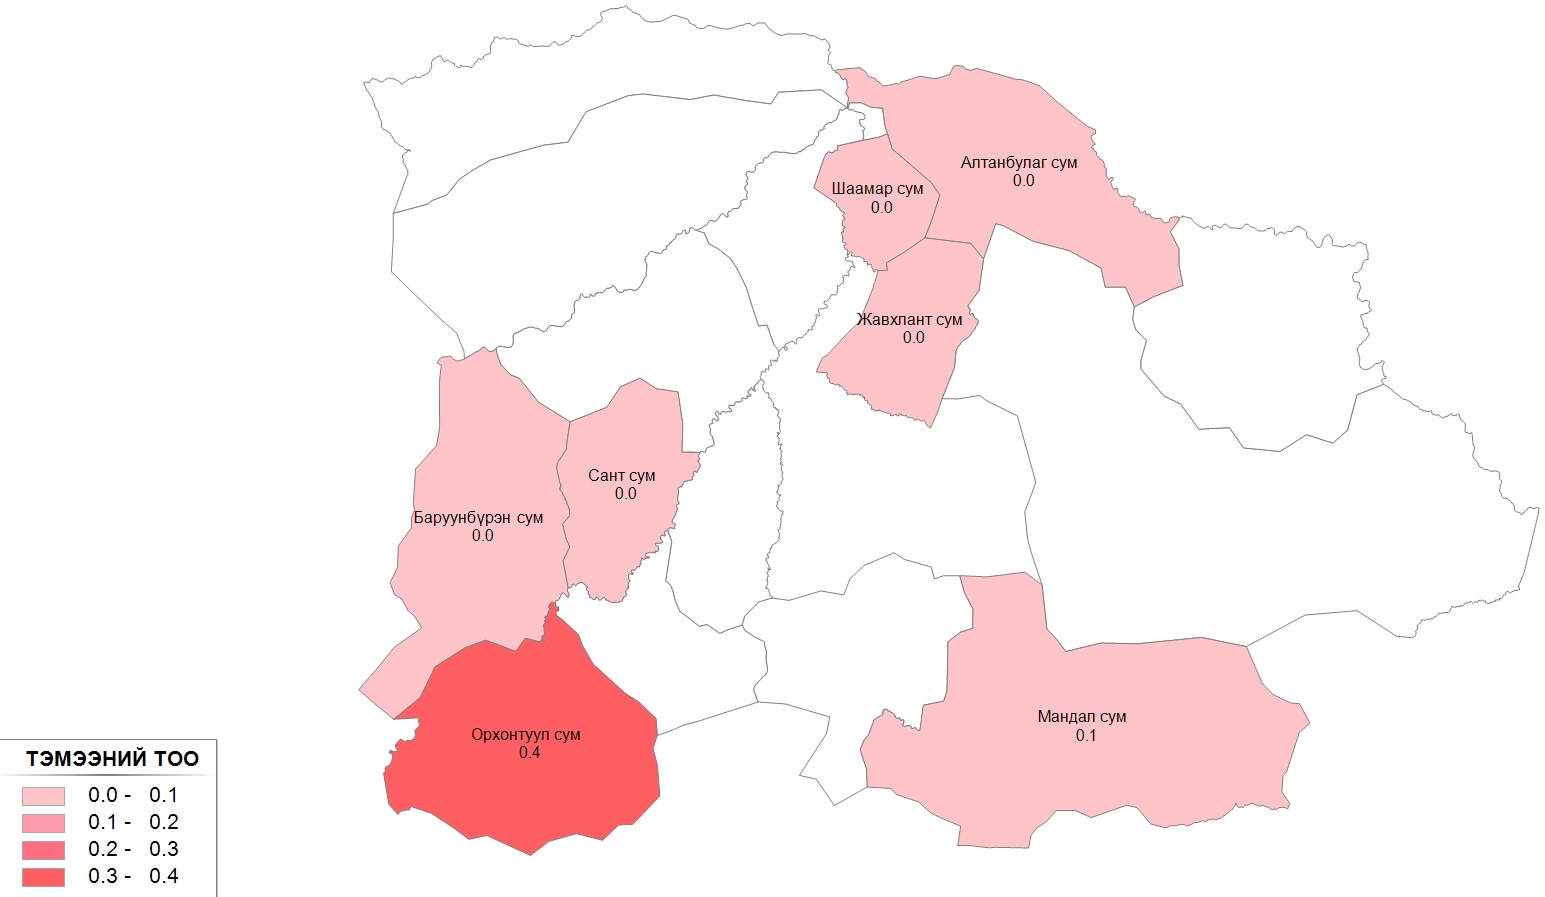 Алтанбулаг сум
0.0
Шаамар сум
0.0
Жавхлант сум
0.0
Сант сум
0.0
Баруунбүрэн сум
0.0
Орхонтуул сум
0.4
Мандал сум
0.1
ТЭМЭЭНИЙ ТОО
0.0 - 0.1
0.1 - 0.2
0.2 - 0.3
0.3 - 0.4